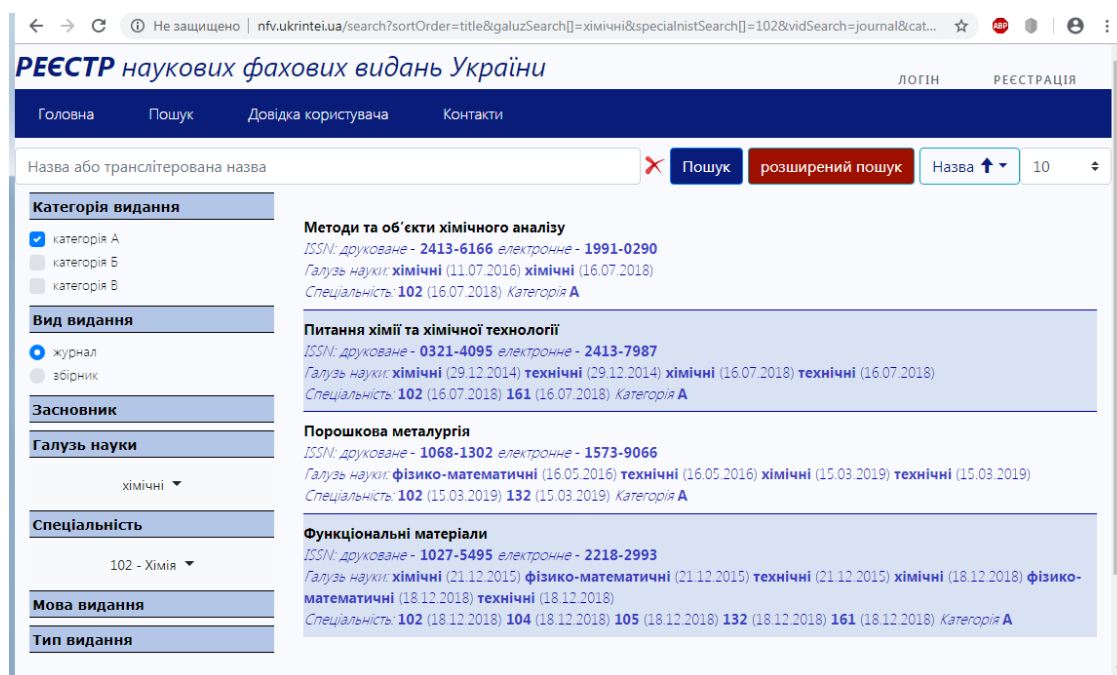 Не защищено | nfv.ukrintei.ua/search?sortOrder=title&galuzSearch[]=хімічні&specialnistSearch[]=102&vidSearch=journal&cat...
ABP
РЕЄСТР наукових фахових видань України
ЛОГІН РЕЄСТРАЦІЯ
Головна Пошук Довідка користувача Контакти
Назва або транслітерована назва Пошук розширений пошук Назва 10
Категорія видання
категорія А
категорія Б
категорія В
Вид видання
журнал
збірник
Засновник
Галузь науки
хімічні
Спеціальність
102 - Хімія
Мова видання
Тип видання
Методи та об’єкти хімічного аналізу
ISSN: друковане - 2413-6166 електронне - 1991-0290
Галузь науки: хімічні (11.07.2016) хімічні (16.07.2018)
Спеціальність: 102 (16.07.2018) Категорія А
Питання хімії та хімічної технології
ISSN: друковане - 0321-4095 електронне - 2413-7987
Галузь науки: хімічні (29.12.2014) технічні (29.12.2014) хімічні (16.07.2018) технічні (16.07.2018)
Спеціальність: 102 (16.07.2018) 161 (16.07.2018) Категорія А
Порошкова металургія
ISSN: друковане - 1068-1302 електронне - 1573-9066
Галузь науки: фізико-математичні (16.05.2016) технічні (16.05.2016) хімічні (15.03.2019) технічні (15.03.2019)
Спеціальність: 102 (15.03.2019) 132 (15.03.2019) Категорія А
Функціональні матеріали
ISSN: друковане - 1027-5495 електронне - 2218-2993
Галузь науки: хімічні (21.12.2015) фізико-математичні (21.12.2015) технічні (21.12.2015) хімічні (18.12.2018) фізико-
математичні (18.12.2018) технічні (18.12.2018)
Спеціальність: 102 (18.12.2018) 104 (18.12.2018) 105 (18.12.2018) 132 (18.12.2018) 161 (18.12.2018) Категорія А